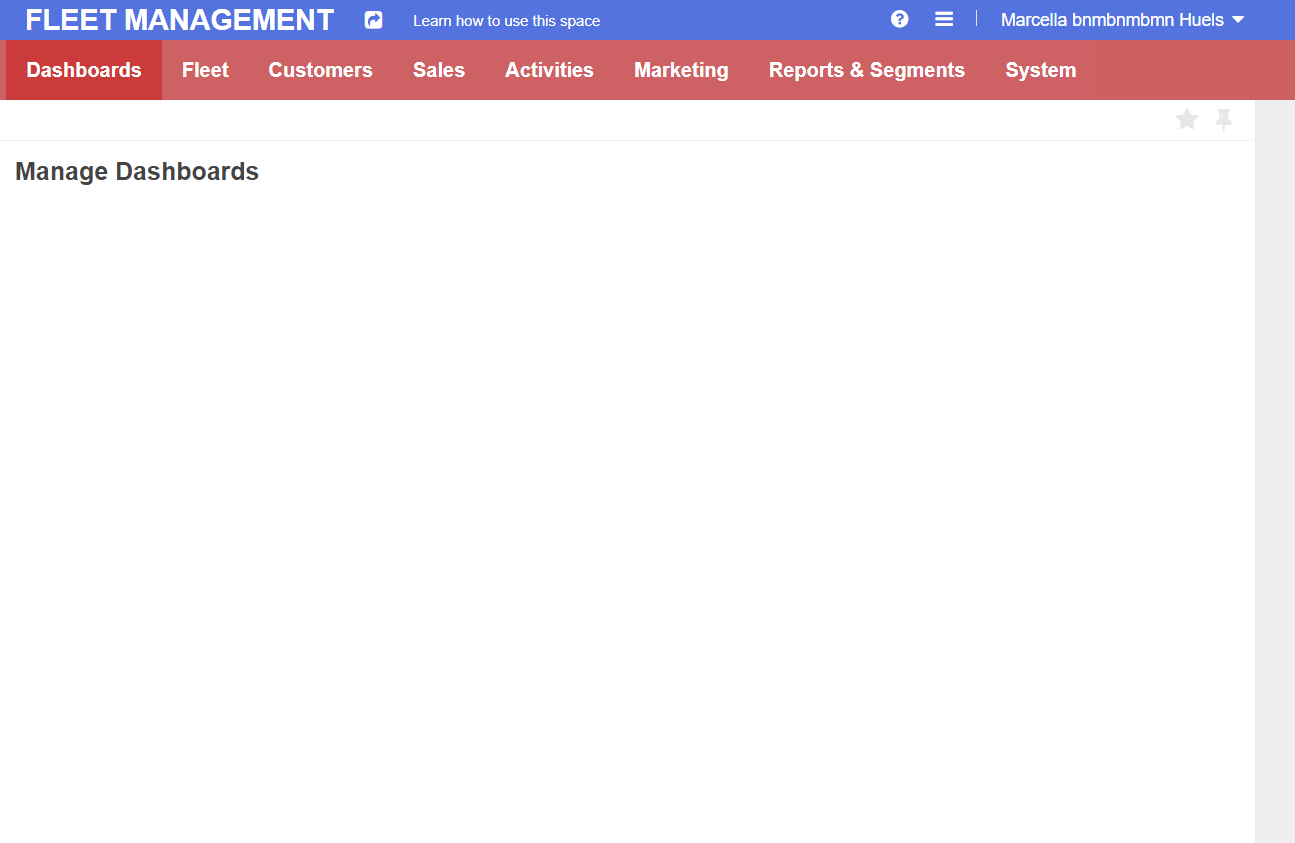 FLEET MANAGEMENT Learn how to use this space Marcella bnmbnmbmn Huels
Dashboards Fleet Customers Sales Activities Marketing Reports & Segments System
Manage Dashboards